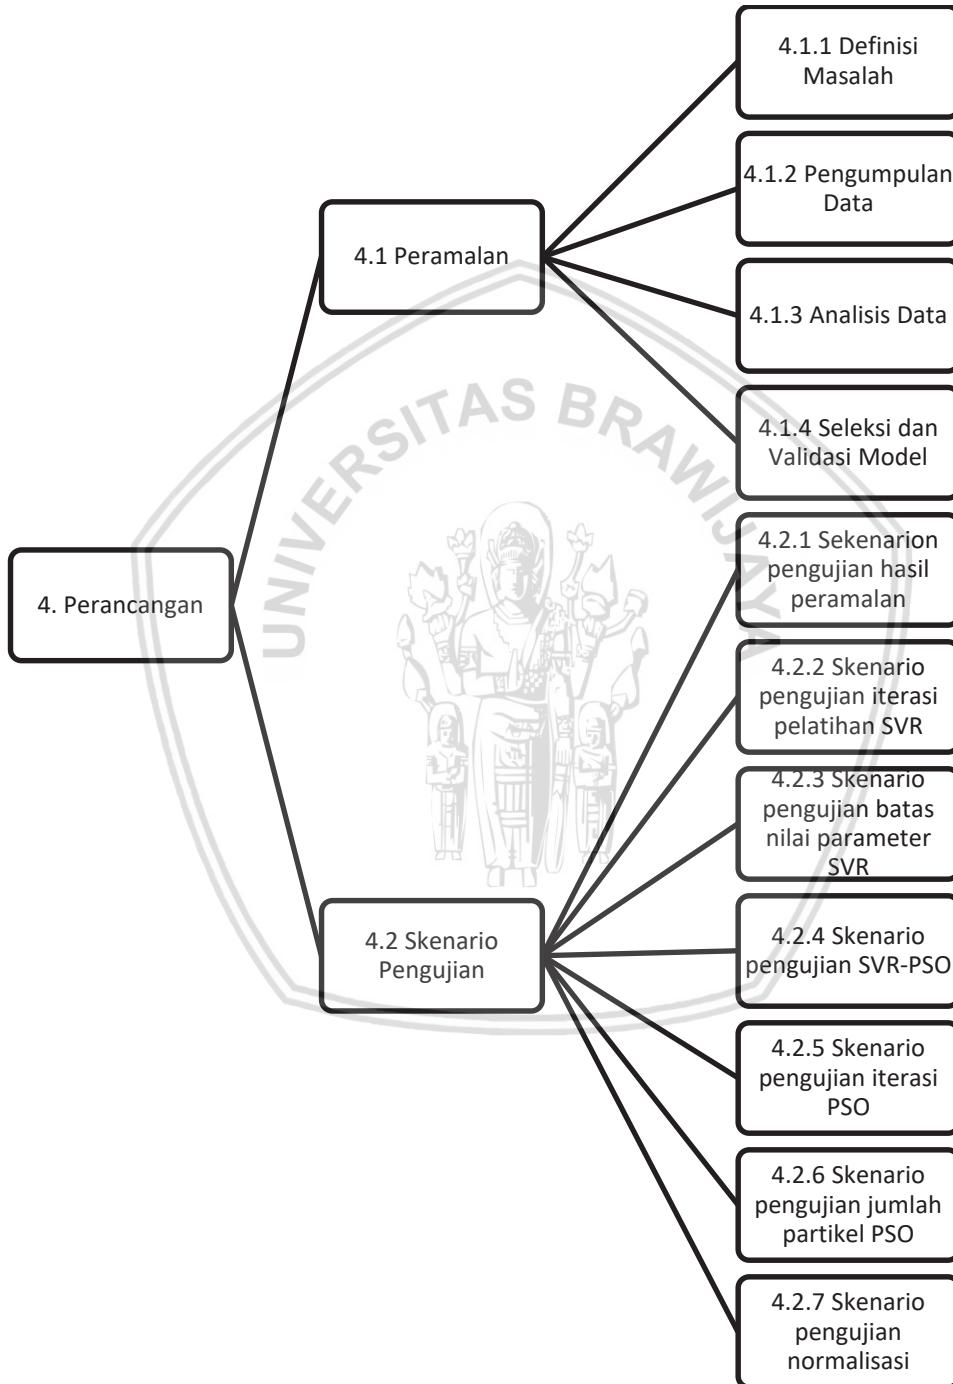 4. Perancangan
4.1 Peramalan
4.1.1 Definisi
Masalah
4.1.2 Pengumpulan
Data
4.1.3 Analisis Data
4.1.4 Seleksi dan
Validasi Model
4.2 Skenario
Pengujian
4.2.1 Sekenarion
pengujian hasil
peramalan
4.2.2 Skenario
pengujian iterasi
pelatihan SVR
4.2.3 Skenario
pengujian batas
nilai parameter
SVR
4.2.4 Skenario
pengujian SVR-PSO
4.2.5 Skenario
pengujian iterasi
PSO
4.2.6 Skenario
pengujian jumlah
partikel PSO
4.2.7 Skenario
pengujian
normalisasi
UNIVERSITAS BRAWIJAYA